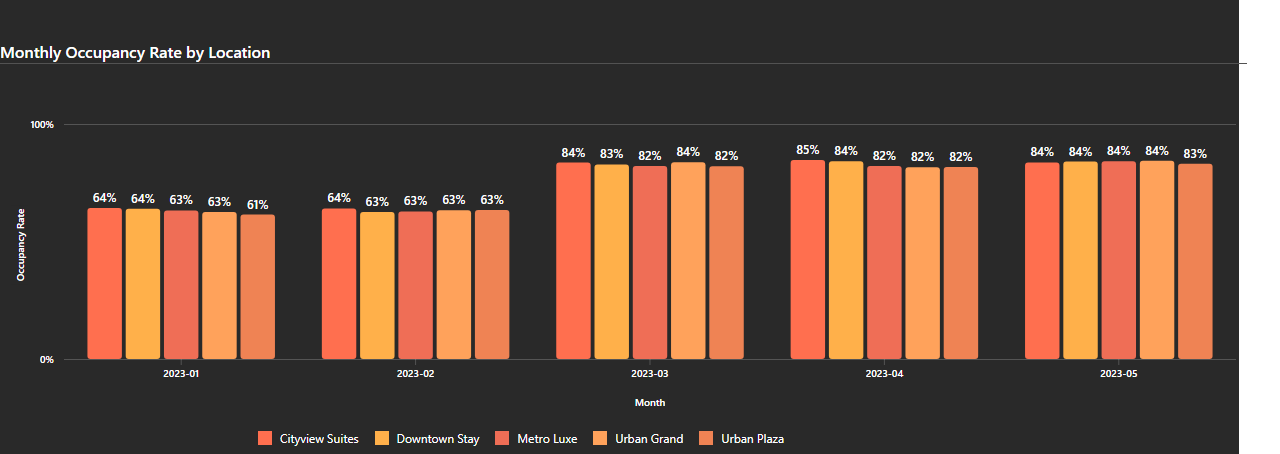 Monthly Occupancy Rate by Location
100%
64% 64% 63% 63% 61% 64% 63% 63% 63% 63% 84% 83% 82% 84% 82% 85% 84% 82% 82% 82% 84% 84% 84% 84% 83%
Occupancy Rate
0%
2023-01 2023-02 2023-03 2023-04 2023-05
Month
Cityview Suites Downtown Stay Metro Luxe Urban Grand Urban Plaza